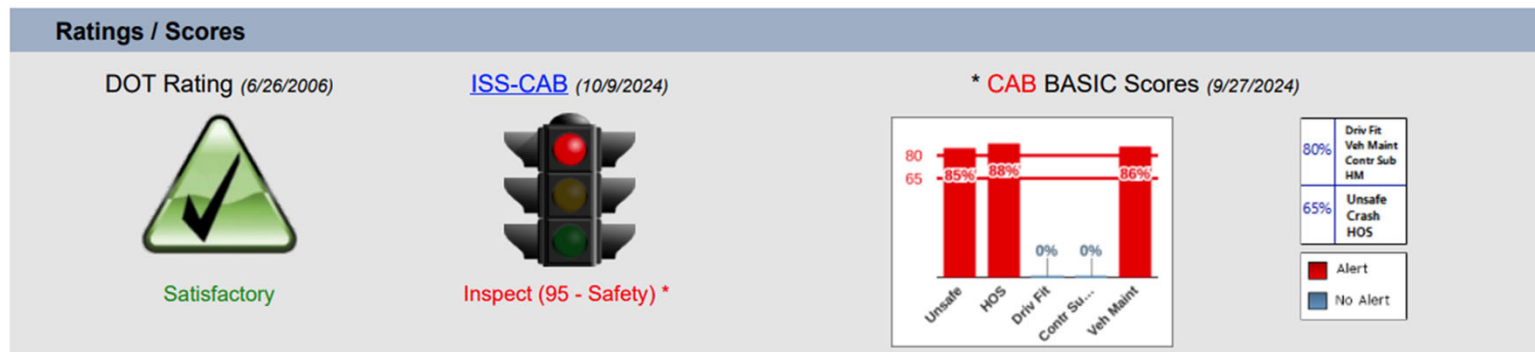 Ratings / Scores
DOT Rating (6/26/2006)
Satisfactory
ISS-CAB (10/9/2024)
Inspect (95 - Safety) *
* CAB BASIC Scores (9/27/2024)
80
65
85%
88%
0%
0%
86%
Unsafe
HOS
Driv Fit
Contr Su...
Veh Maint
80%
Driv Fit
Veh Maint
Contr Sub
HM
65%
Unsafe
Crash
HOS
Alert
No Alert